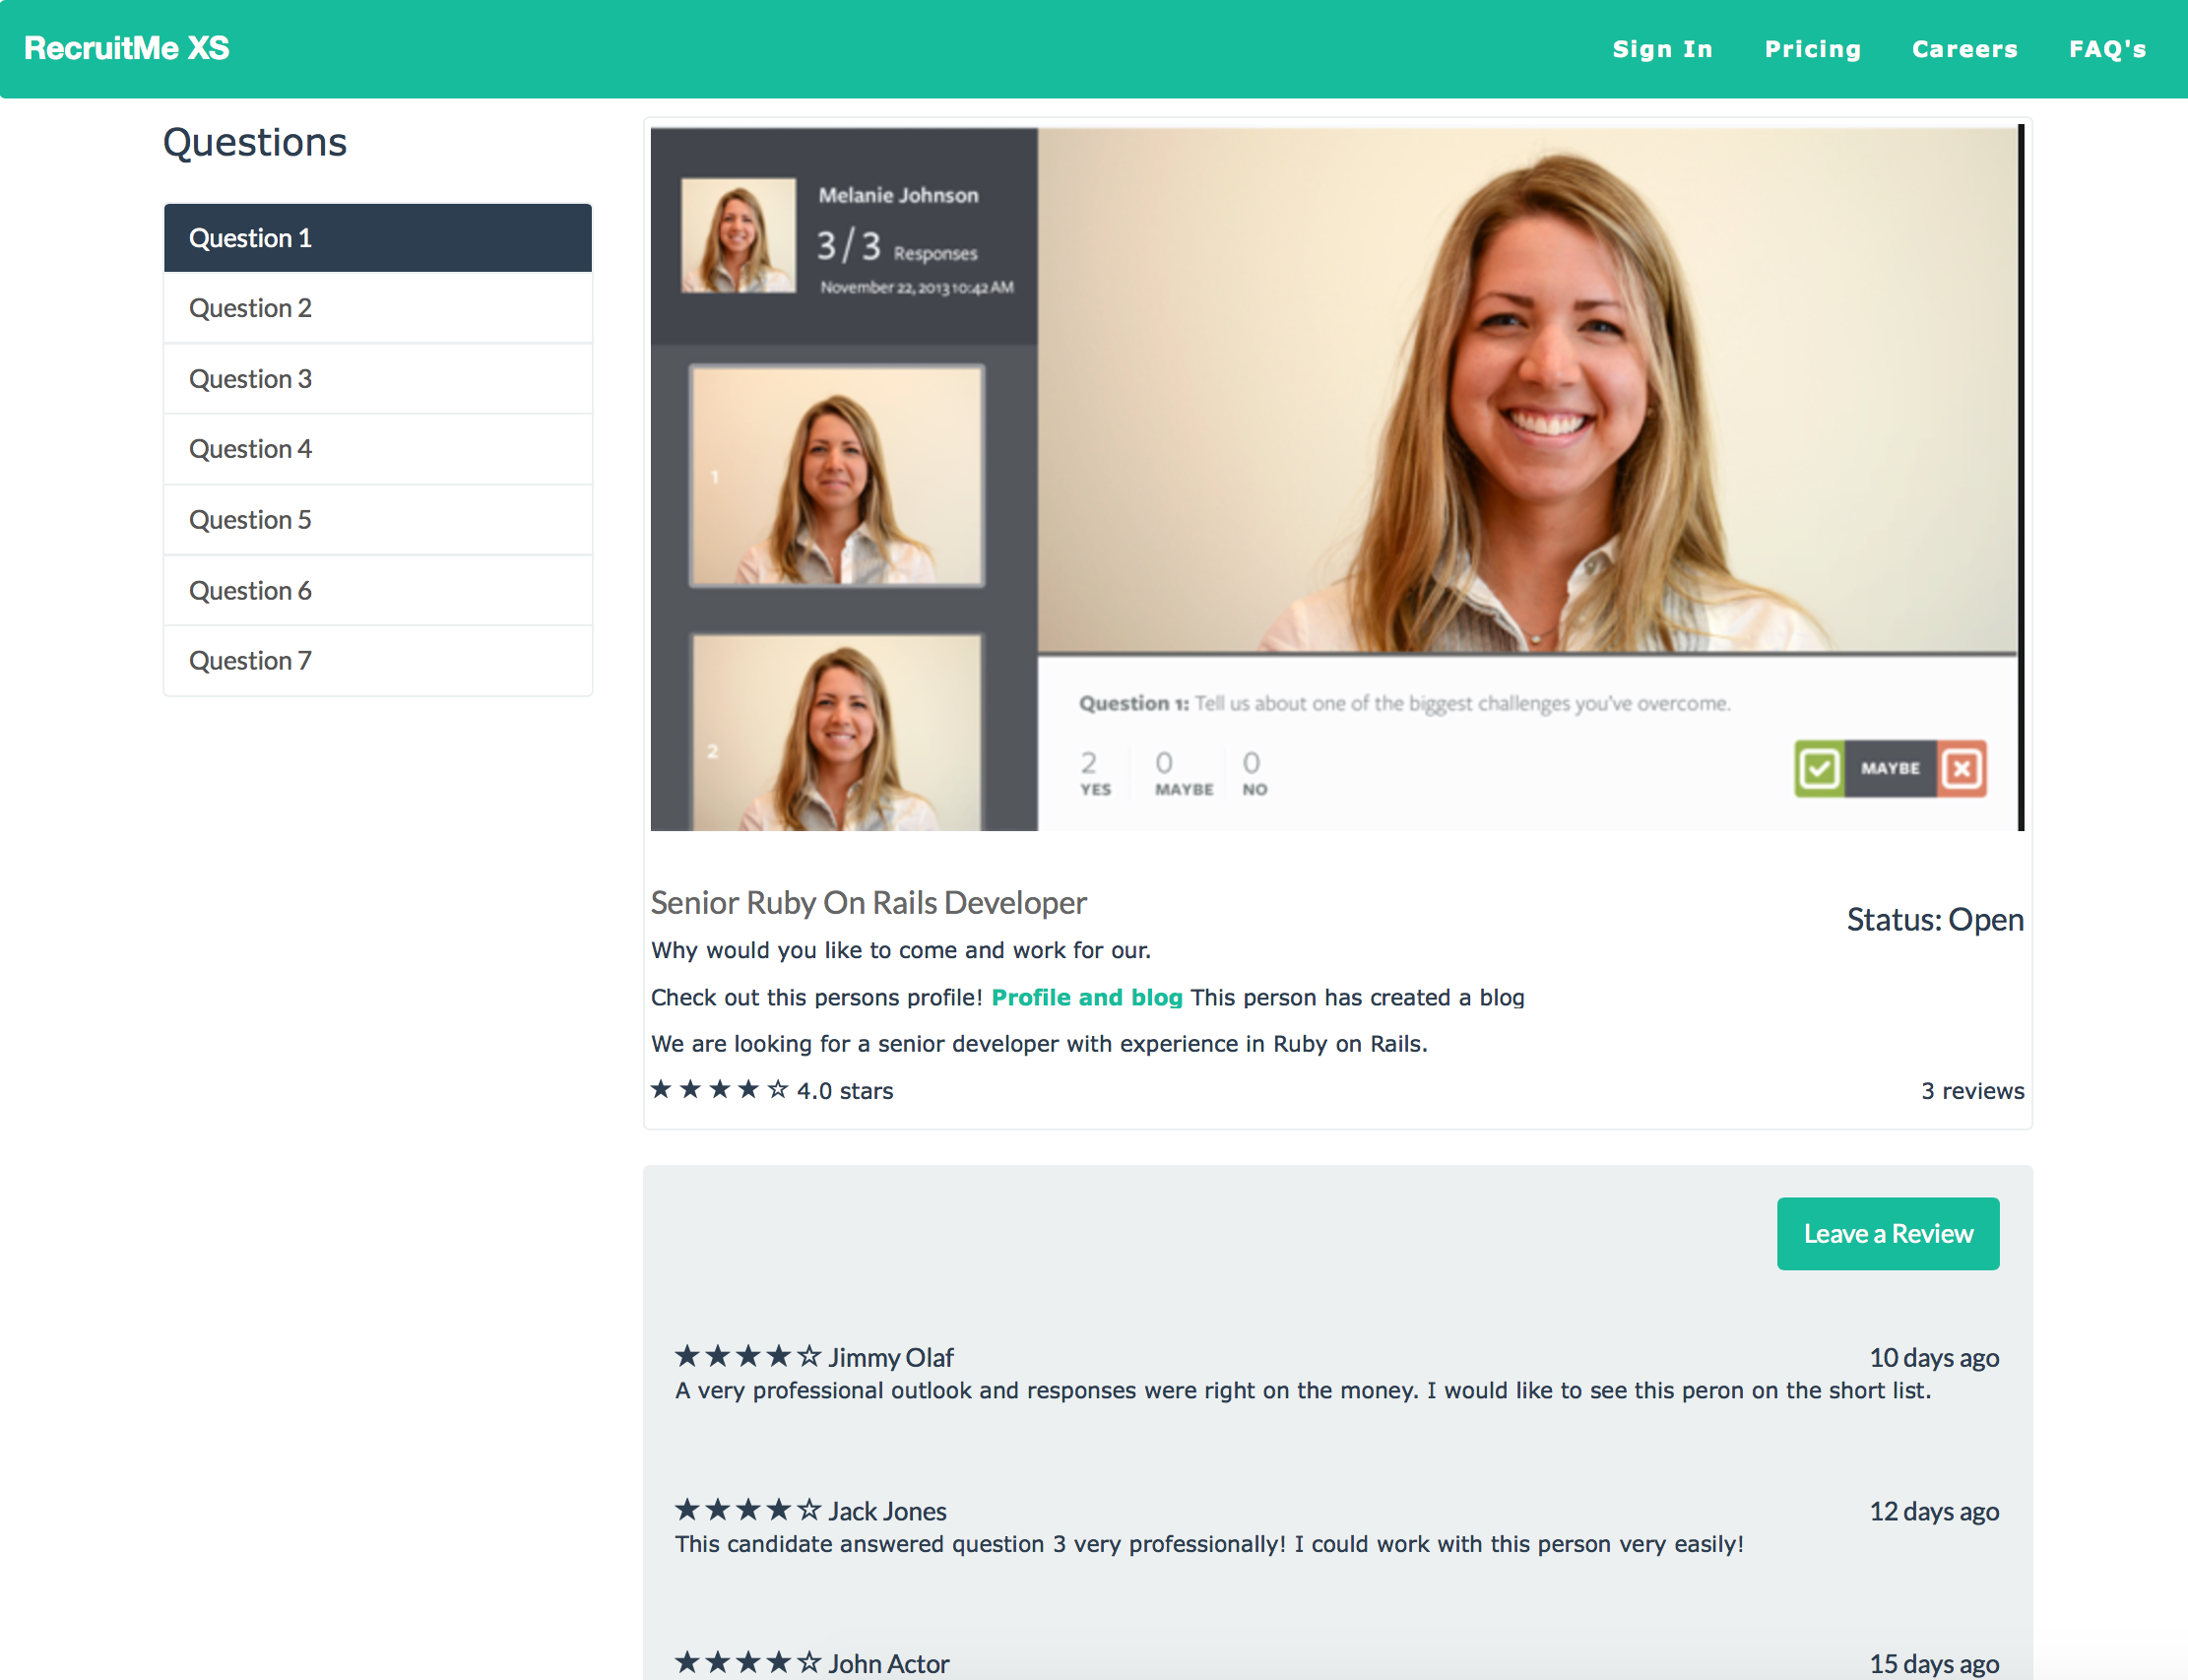 RecruitMe XS
Sign In Pricing Careers FAQ's
Questions
Question 1
Question 2
Question 3
Question 4
Question 5
Question 6
Question 7
Melanie Johnson
3/3 Responses
November 22, 2013 10:42 AM
1
2
Question 1: Tell us about one of the biggest challenges you've overcome.
2 0 0
YES MAYBE NO
MAYBE
Senior Ruby On Rails Developer
Status: Open
Why would you like to come and work for our.
Check out this persons profile! Profile and blog This person has created a blog
We are looking for a senior developer with experience in Ruby on Rails.
★ ★ ★ ★ ☆ 4.0 stars
3 reviews
Leave a Review
★★★★☆ Jimmy Olaf 10 days ago
A very professional outlook and responses were right on the money. I would like to see this peron on the short list.
★★★★☆ Jack Jones 12 days ago
This candidate answered question 3 very professionally! I could work with this person very easily!
★★★★☆ John Actor 15 days ago